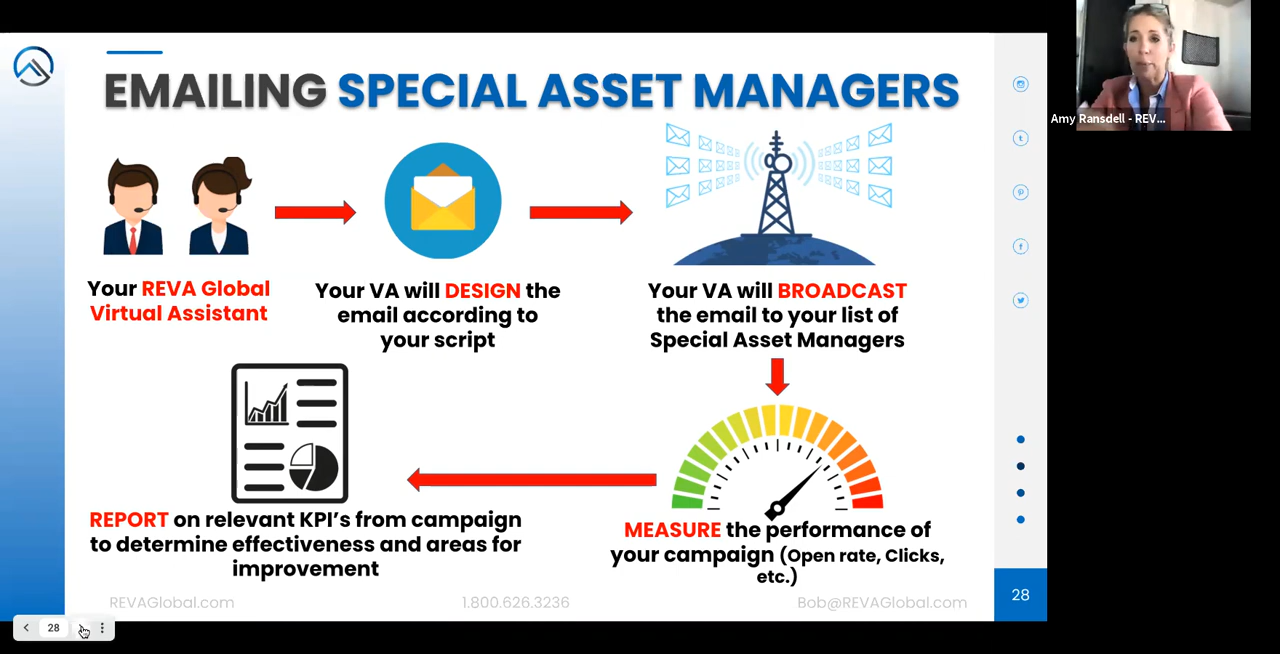 EMAILING SPECIAL ASSET MANAGERS
Amy Ransdell - REV...
Your REVA Global
Virtual Assistant
Your VA will DESIGN the
email according to
your script
Your VA will BROADCAST
the email to your list of
Special Asset Managers
REPORT on relevant KPI's from campaign
to determine effectiveness and areas for
improvement
MEASURE the performance of
your campaign (Open rate, Clicks,
etc.)
REVAGlobal.com
1.800.626.3236
Bob@REVAGlobal.com
28
28